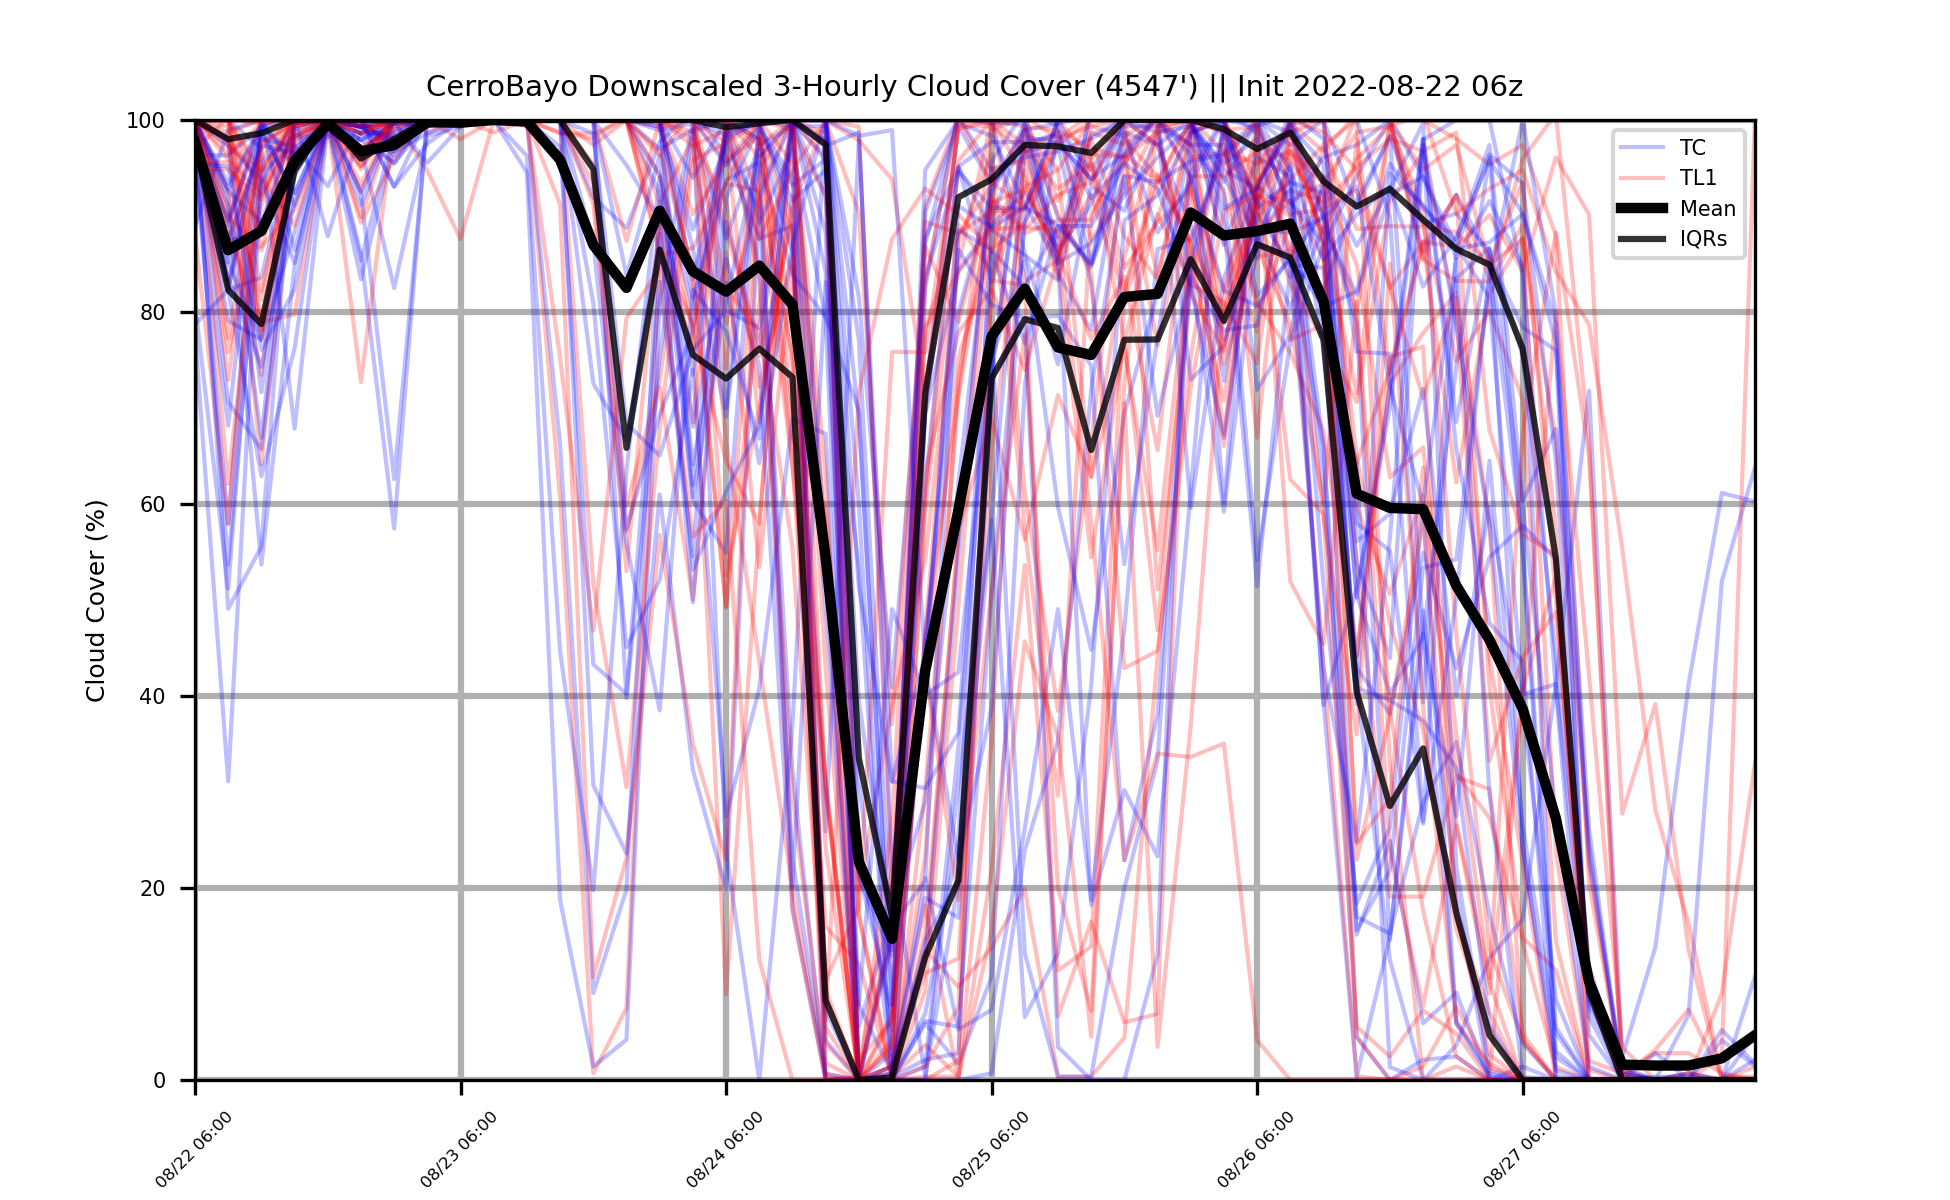 CerroBayo Downscaled 3-Hourly Cloud Cover (4547') || Init 2022-08-22 06z
Cloud Cover (%)
100
80
60
40
20
0
TC
TL1
Mean
IQRs
08/22 06:00
08/23 06:00
08/24 06:00
08/25 06:00
08/26 06:00
08/27 06:00